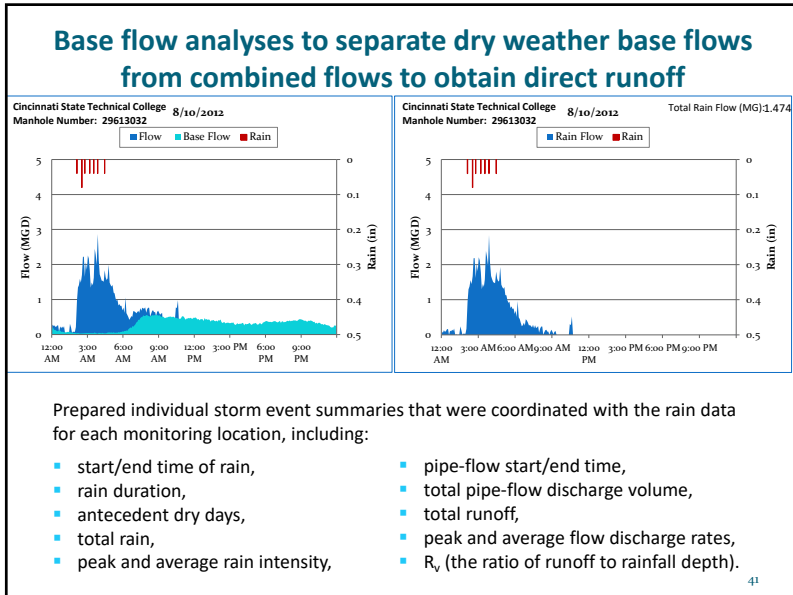 Base flow analyses to separate dry weather base flows
from combined flows to obtain direct runoff
Cincinnati State Technical College 8/10/2012
Manhole Number: 29613032
Flow Base Flow Rain
5 0
4 0.1
3 0.2
2 0.3
1 0.4
0 0.5
Flow (MGD)
Rain (in)
12:00 AM 3:00 AM 6:00 AM 9:00 AM 12:00 PM 3:00 PM 6:00 PM 9:00 PM
Cincinnati State Technical College 8/10/2012 Total Rain Flow (MG):1.474
Manhole Number: 29613032
Rain Flow Rain
5 0
4 0.1
3 0.2
2 0.3
1 0.4
0 0.5
Flow (MGD)
Rain (in)
12:00 AM 3:00 AM 6:00 AM 9:00 AM 12:00 PM 3:00 PM 6:00 PM 9:00 PM
Prepared individual storm event summaries that were coordinated with the rain data
for each monitoring location, including:
▪ start/end time of rain,
▪ rain duration,
▪ antecedent dry days,
▪ total rain,
▪ peak and average rain intensity,
▪ pipe-flow start/end time,
▪ total pipe-flow discharge volume,
▪ total runoff,
▪ peak and average flow discharge rates,
▪ Rv (the ratio of runoff to rainfall depth).
41